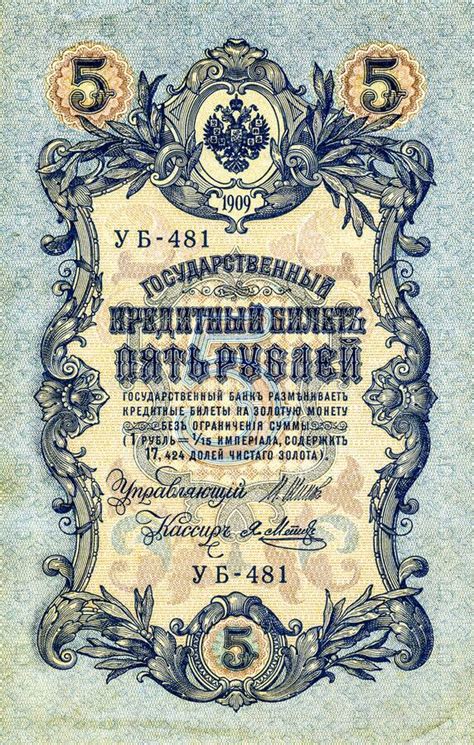 5 5
1909
УБ-481
ГОСУДАРСТВЕННЫЙ
КРЕДИТНЫЙ БИЛЕТЪ
ПЯТЬ РУБЛЕЙ
ГОСУДАРСТВЕННЫЙ БАНКЪ РАЗМѢНИВАЕТЪ
КРЕДИТНЫЕ БИЛЕТЫ НА ЗОЛОТУЮ МОНЕТУ
БЕЗЪ ОГРАНИЧЕНІЯ СУММЫ
(1 РУБЛЬ = 1/15 ИМПЕРІАЛА, СОДЕРЖИТЪ
17,424 ДОЛЕЙ ЧИСТАГО ЗОЛОТА).
Управляющій
Кассиръ
УБ-481
5